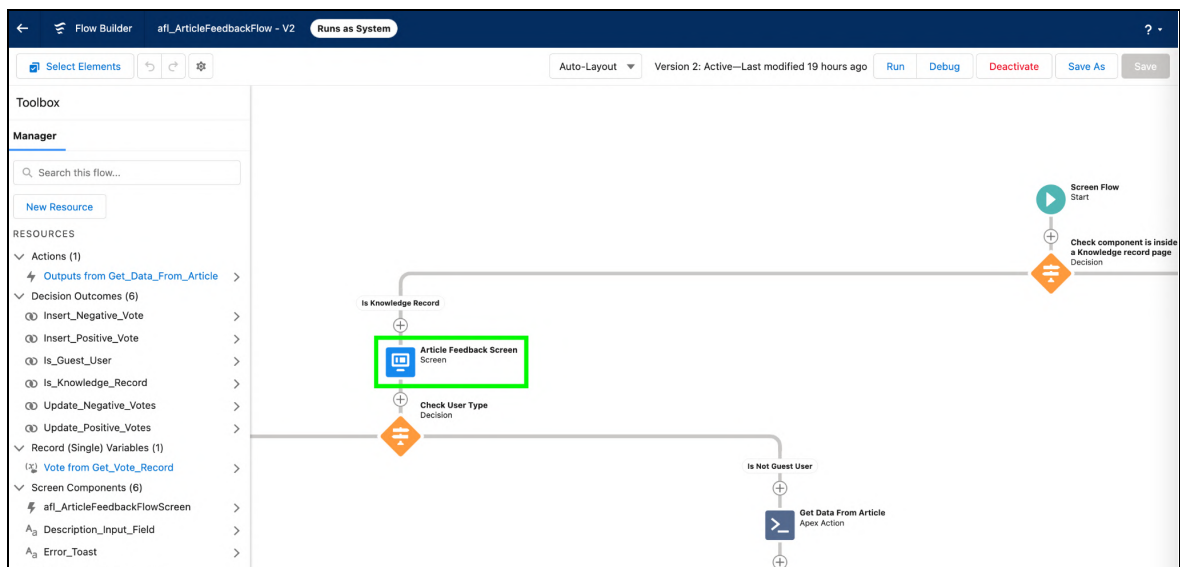 Flow Builder afl_ArticleFeedbackFlow - V2 Runs as System ?
Select Elements Auto-Layout Version 2: Active—Last modified 19 hours ago Run Debug Deactivate Save As Save
Toolbox
Manager
Search this flow...
New Resource
RESOURCES
Actions (1)
Outputs from Get_Data_From_Article
Decision Outcomes (6)
Insert_Negative_Vote
Insert_Positive_Vote
Is_Guest_User
Is_Knowledge_Record
Update_Negative_Votes
Update_Positive_Votes
Record (Single) Variables (1)
Vote from Get_Vote_Record
Screen Components (6)
afl_ArticleFeedbackFlowScreen
Description_Input_Field
Error_Toast
Screen Flow
Start
Check component is inside
a Knowledge record page
Decision
Is Knowledge Record
Article Feedback Screen
Screen
Check User Type
Decision
Is Not Guest User
Get Data From Article
Apex Action